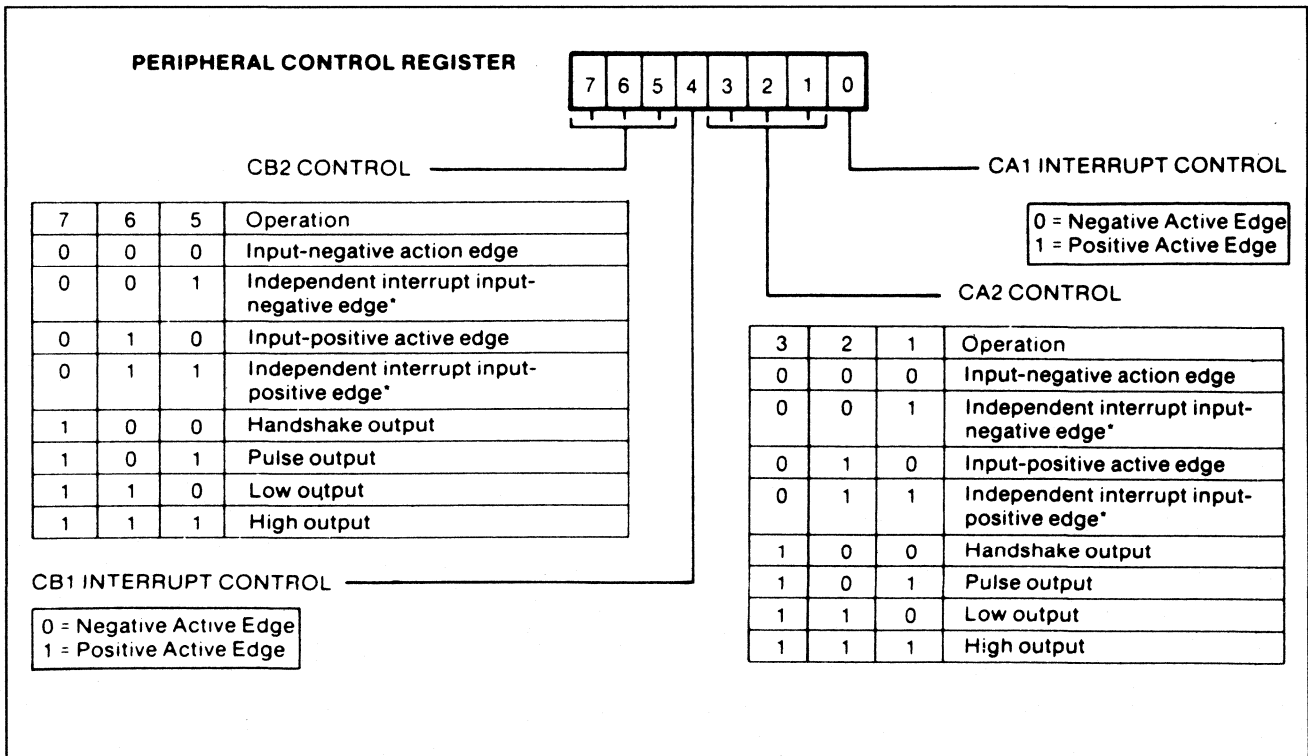 PERIPHERAL CONTROL REGISTER
7 6 5 4 3 2 1 0
CB2 CONTROL
7 6 5 Operation
0 0 0 Input-negative action edge
0 0 1 Independent interrupt input-
negative edge*
0 1 0 Input-positive active edge
0 1 1 Independent interrupt input-
positive edge*
1 0 0 Handshake output
1 0 1 Pulse output
1 1 0 Low output
1 1 1 High output
CB1 INTERRUPT CONTROL
0 = Negative Active Edge
1 = Positive Active Edge
CA1 INTERRUPT CONTROL
0 = Negative Active Edge
1 = Positive Active Edge
CA2 CONTROL
3 2 1 Operation
0 0 0 Input-negative action edge
0 0 1 Independent interrupt input-
negative edge*
0 1 0 Input-positive active edge
0 1 1 Independent interrupt input-
positive edge*
1 0 0 Handshake output
1 0 1 Pulse output
1 1 0 Low output
1 1 1 High output